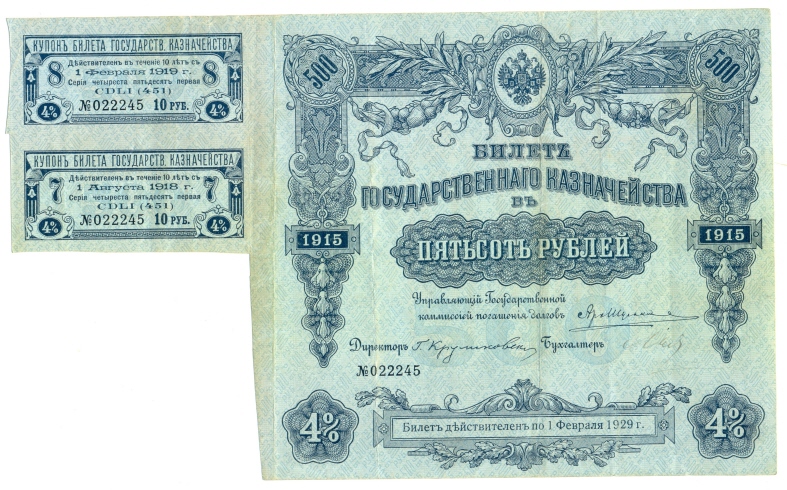 КУПОНЪ БИЛЕТА ГОСУДАРСТВ. КАЗНАЧЕЙСТВА
8 Дѣйствителенъ въ теченіе 10 лѣтъ съ 8
1 Февраля 1919 г.
Серія четыреста пятьдесятъ первая
CDLI (451)
4% №022245 10 РУБ. 4%
КУПОНЪ БИЛЕТА ГОСУДАРСТВ. КАЗНАЧЕЙСТВА
7 Дѣйствителенъ въ теченіе 10 лѣтъ съ 7
1 Августа 1918 г.
Серія четыреста пятьдесятъ первая
CDLI (451)
4% №022245 10 РУБ. 4%
500 500
БИЛЕТЪ
ГОСУДАРСТВЕННАГО КАЗНАЧЕЙСТВА
ВЪ
1915 ПЯТЬСОТЪ РУБЛЕЙ 1915
Управляющій Государственной
коммиссіей погашенія долговъ
Директоръ Бухгалтеръ
№022245
4% Билетъ дѣйствителенъ по 1 Февраля 1929 г. 4%